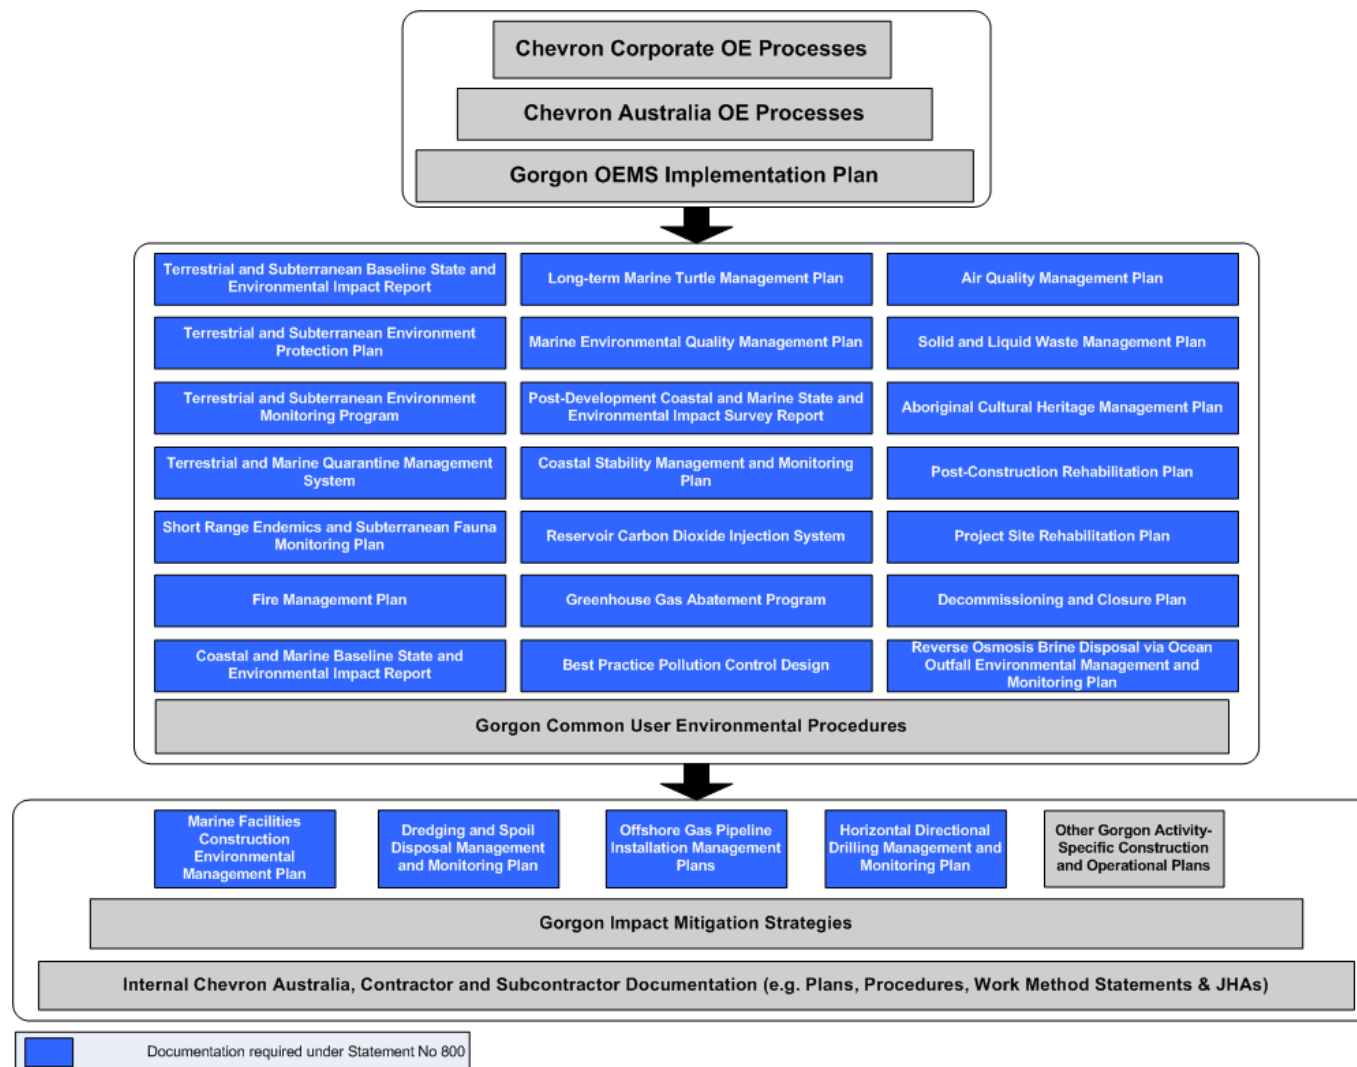 Chevron Corporate OE Processes
Chevron Australia OE Processes
Gorgon OEMS Implementation Plan
Terrestrial and Subterranean Baseline State and
Environmental Impact Report
Long-term Marine Turtle Management Plan
Air Quality Management Plan
Terrestrial and Subterranean Environment
Protection Plan
Marine Environmental Quality Management Plan
Solid and Liquid Waste Management Plan
Terrestrial and Subterranean Environment
Monitoring Program
Post-Development Coastal and Marine State and
Environmental Impact Survey Report
Aboriginal Cultural Heritage Management Plan
Terrestrial and Marine Quarantine Management
System
Coastal Stability Management and Monitoring
Plan
Post-Construction Rehabilitation Plan
Short Range Endemics and Subterranean Fauna
Monitoring Plan
Reservoir Carbon Dioxide Injection System
Project Site Rehabilitation Plan
Fire Management Plan
Greenhouse Gas Abatement Program
Decommissioning and Closure Plan
Coastal and Marine Baseline State and
Environmental Impact Report
Best Practice Pollution Control Design
Reverse Osmosis Brine Disposal via Ocean
Outfall Environmental Management and
Monitoring Plan
Gorgon Common User Environmental Procedures
Marine Facilities
Construction
Environmental
Management Plan
Dredging and Spoil
Disposal Management
and Monitoring Plan
Offshore Gas Pipeline
Installation Management
Plans
Horizontal Directional
Drilling Management and
Monitoring Plan
Other Gorgon Activity-
Specific Construction
and Operational Plans
Gorgon Impact Mitigation Strategies
Internal Chevron Australia, Contractor and Subcontractor Documentation (e.g. Plans, Procedures, Work Method Statements & JHAs)
Documentation required under Statement No 800